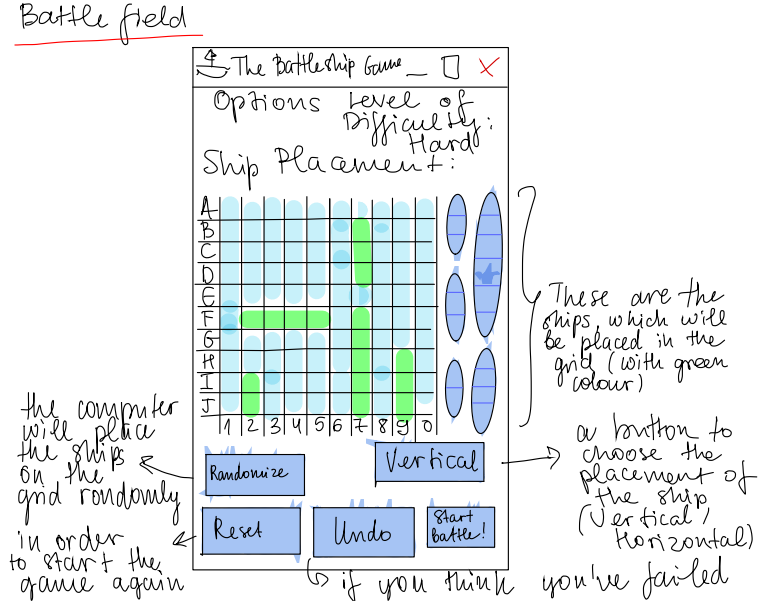 Battle field
The Battleship Game
Options Level of
Difficulty:
Hard
Ship Placement:
A
B
C
D
E
F
G
H
I
J
1 2 3 4 5 6 7 8 9 0
These are the
ships, which will
be placed in the
grid (with green
colour)
Randomize
Vertical
Reset
Undo
Start
Battle!
the computer
will place
the ships
on the
grid randomly
in order
to start the
game again
a button to
choose the
placement of
the ship
(Vertical/
Horizontal)
if you think you've failed